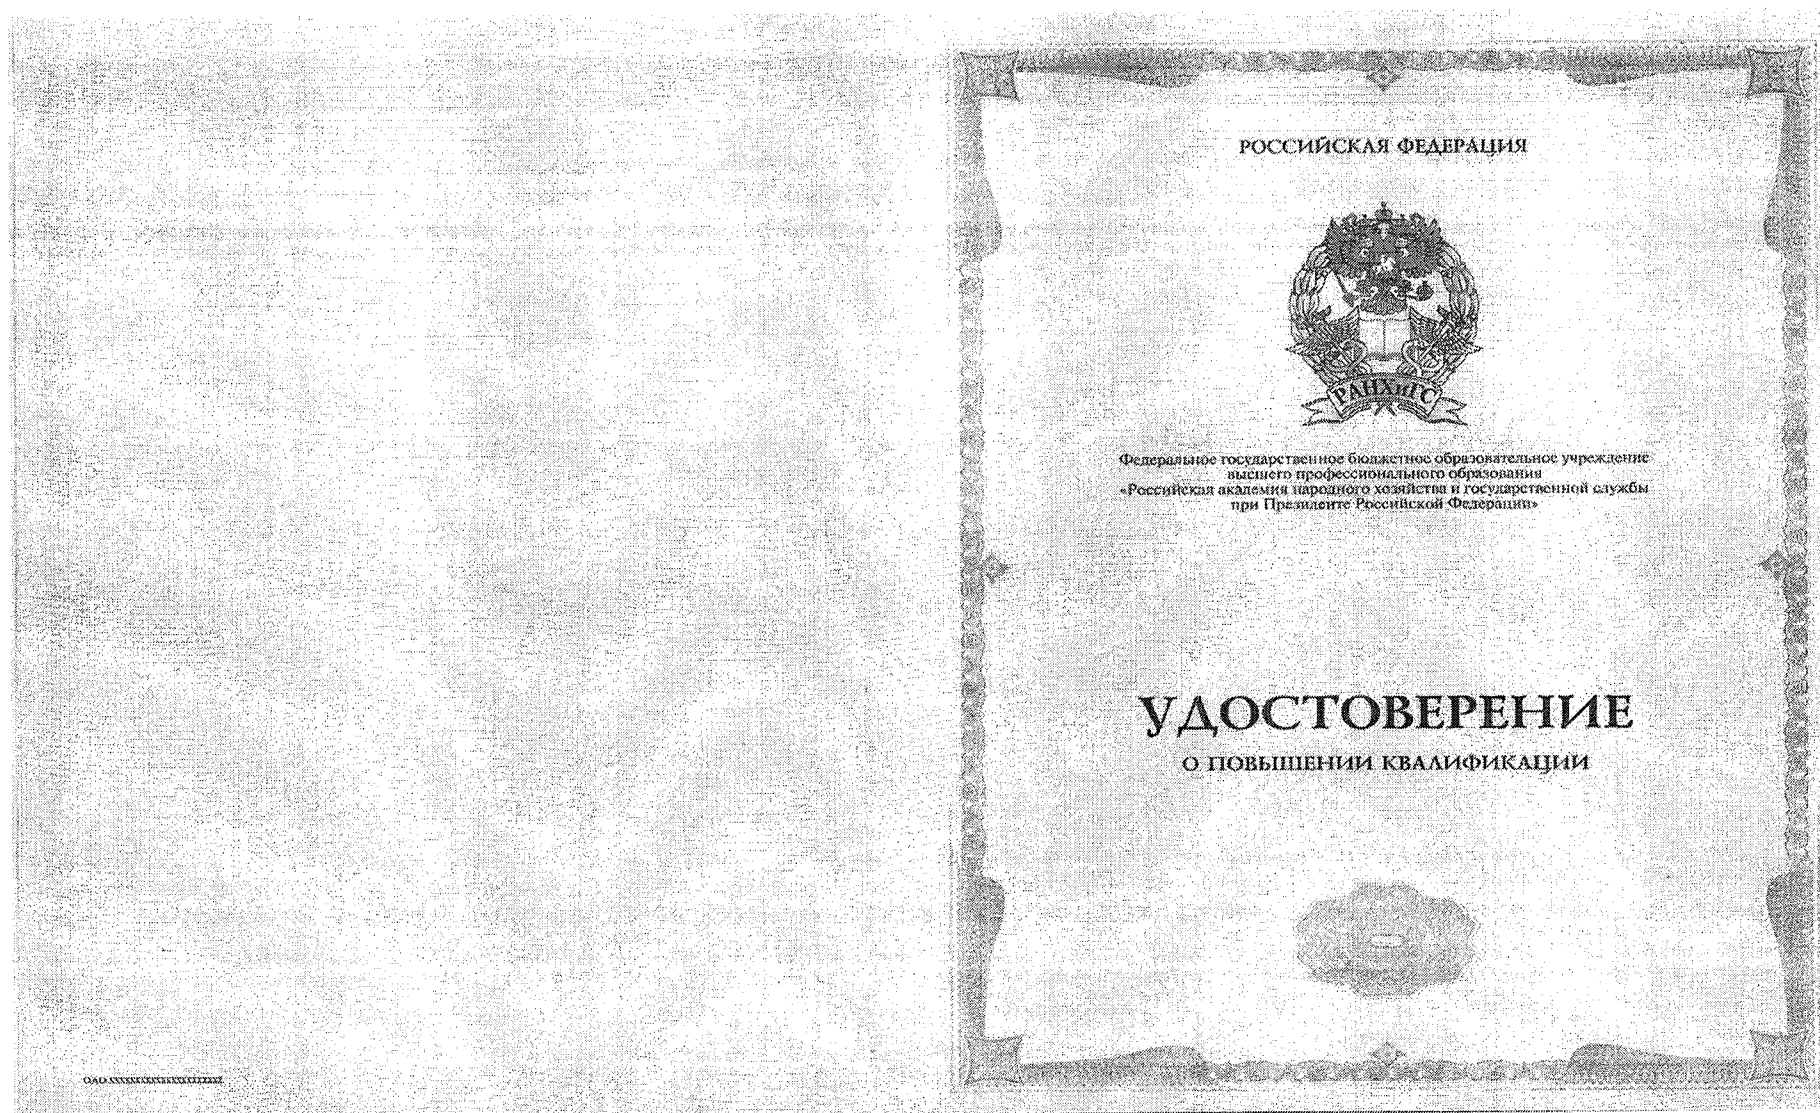 РОССИЙСКАЯ ФЕДЕРАЦИЯ
РАНХиГС
Федеральное государственное бюджетное образовательное учреждение
высшего профессионального образования
«Российская академия народного хозяйства и государственной службы
при Президенте Российской Федерации»
УДОСТОВЕРЕНИЕ
О ПОВЫШЕНИИ КВАЛИФИКАЦИИ
ОАО